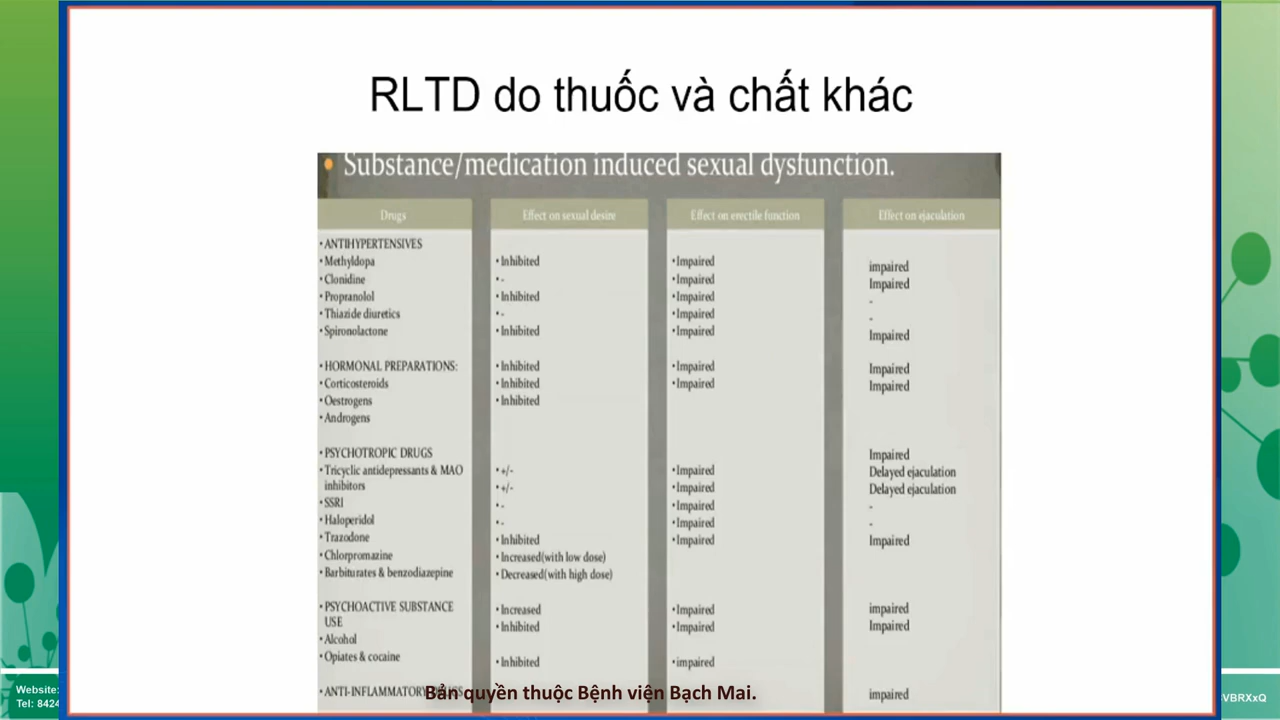 RLTD do thuốc và chất khác
• Substance/medication induced sexual dysfunction.
Drugs
• ANTIHYPERTENSIVES
• Methyldopa
• Clonidine
• Propranolol
• Thiazide diuretics
• Spironolactone
• HORMONAL PREPARATIONS:
• Corticosteroids
• Oestrogens
• Androgens
• PSYCHOTROPIC DRUGS
• Tricyclic antidepressants & MAO
inhibitors
• SSRI
• Haloperidol
• Trazodone
• Chlorpromazine
• Barbiturates & benzodiazepine
• PSYCHOACTIVE SUBSTANCE
USE
• Alcohol
• Opiates & cocaine
• ANTI-INFLAMMATORY
Effect on sexual desire
• Inhibited
• -
• Inhibited
• -
• Inhibited
• Inhibited
• Inhibited
• Inhibited
• +/-
• +/-
• -
• -
• Inhibited
• Increased(with low dose)
• Decreased(with high dose)
• Increased
• Inhibited
• Inhibited
Effect on erectile function
• Impaired
• Impaired
• Impaired
• Impaired
• Impaired
• Impaired
• Impaired
• Impaired
• Impaired
• Impaired
• Impaired
• Impaired
• Impaired
• Impaired
• impaired
Effect on ejaculation
impaired
Impaired
-
-
Impaired
Impaired
Impaired
Impaired
Delayed ejaculation
Delayed ejaculation
-
-
Impaired
impaired
Impaired
impaired
Bản quyền thuộc Bệnh viện Bạch Mai.
Website:
Tel: 8424
VBRXxQ